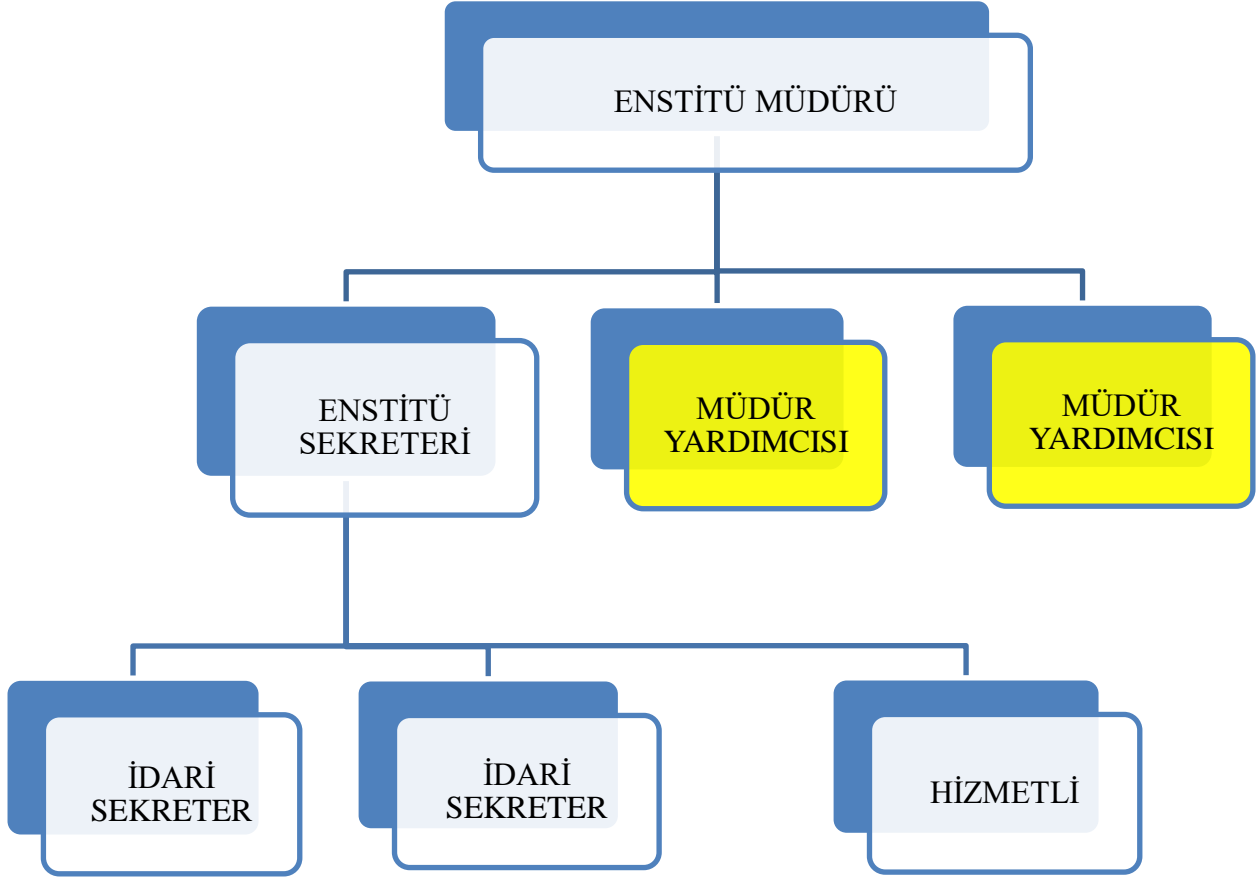 ENSTİTÜ MÜDÜRÜ
ENSTİTÜ
SEKRETERİ
MÜDÜR
YARDIMCISI
MÜDÜR
YARDIMCISI
İDARİ
SEKRETER
İDARİ
SEKRETER
HİZMETLİ